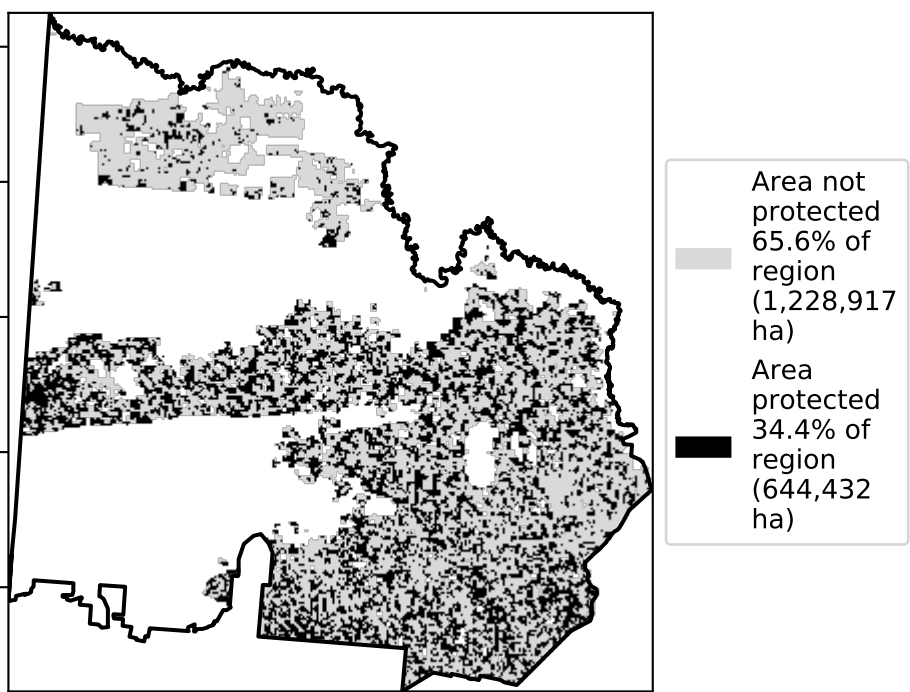 Area not
protected
65.6% of
region
(1,228,917
ha)
Area
protected
34.4% of
region
(644,432
ha)